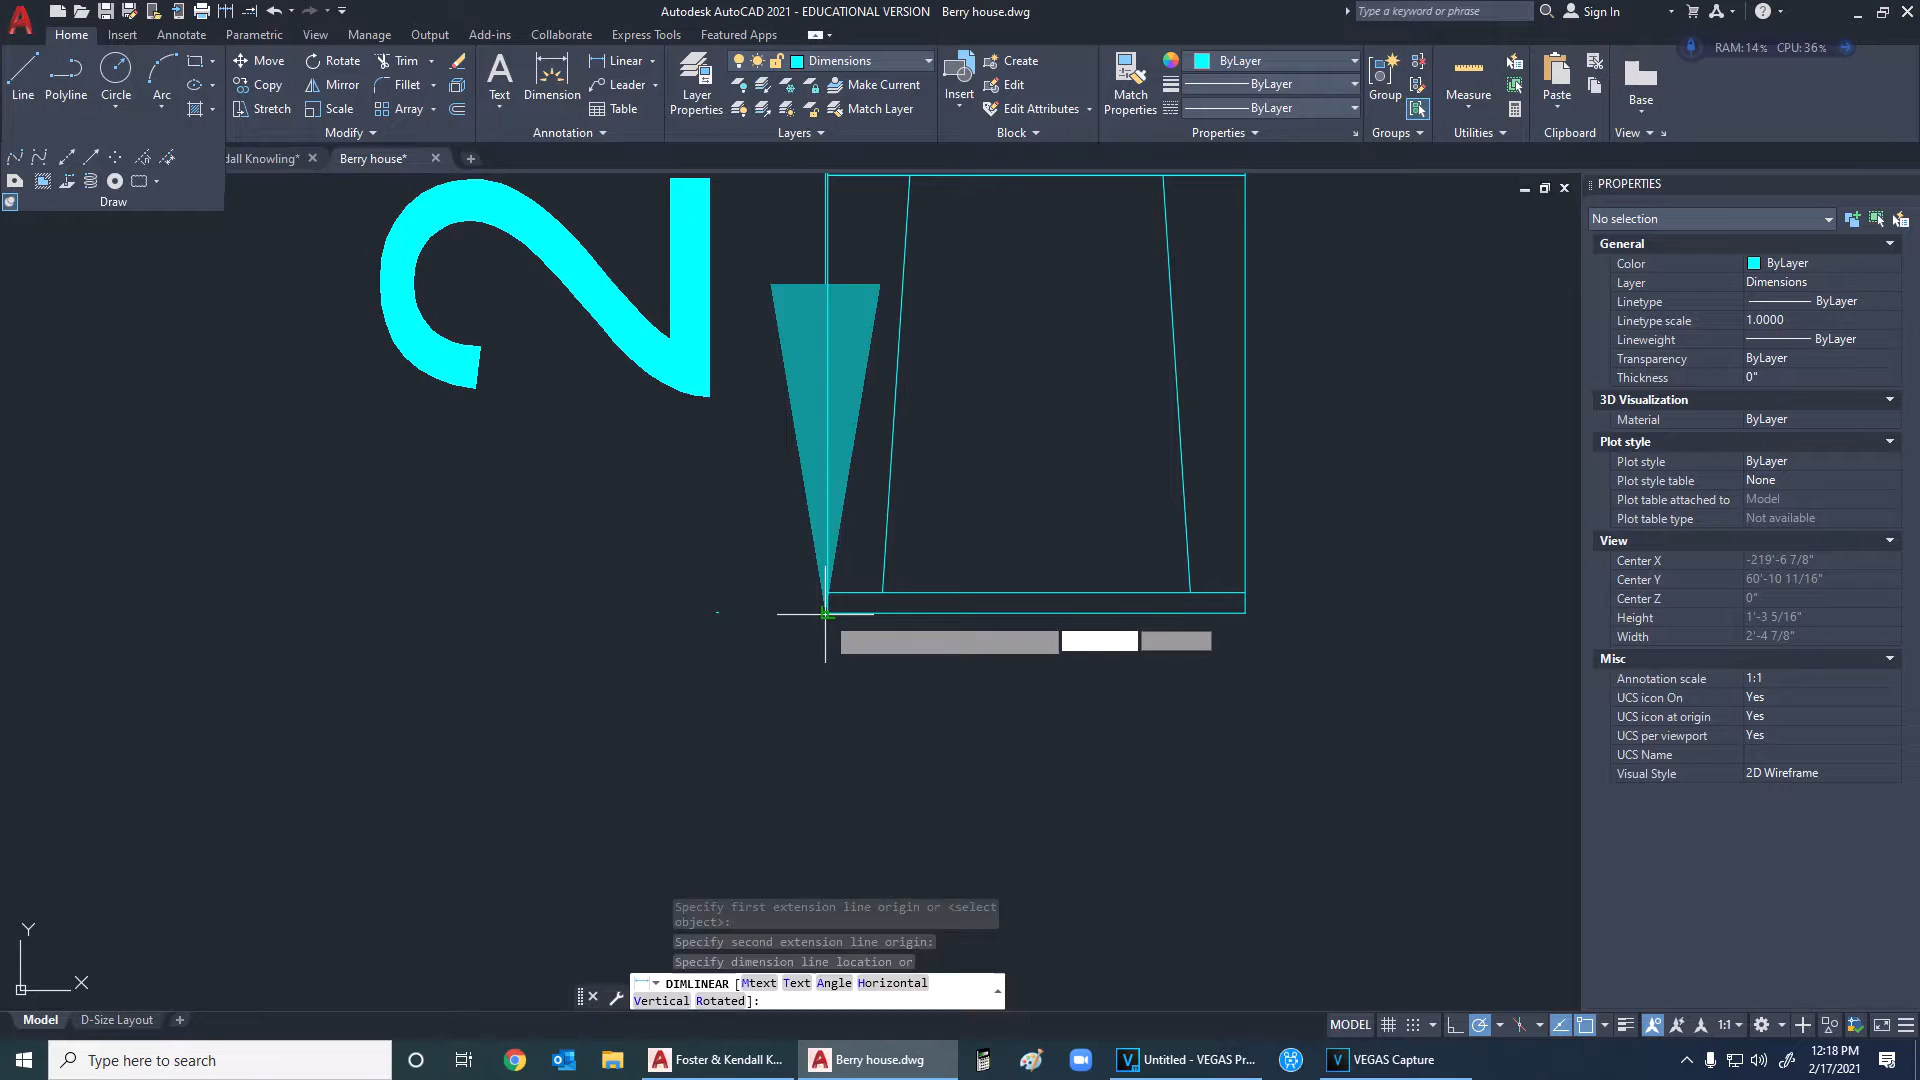 Autodesk AutoCAD 2021 - EDUCATIONAL VERSION Berry house.dwg
Type a keyword or phrase
Sign In
Home Insert Annotate Parametric View Manage Output Add-ins Collaborate Express Tools Featured Apps
RAM:14% CPU:36%
Line Polyline Circle Arc
Move Rotate Trim
Copy Mirror Fillet
Stretch Scale Array
Modify
Text Dimension
Linear
Leader
Table
Annotation
Layer Properties
Dimensions
Make Current
Match Layer
Layers
Insert
Create
Edit
Edit Attributes
Block
Match Properties
ByLayer
ByLayer
ByLayer
Properties
Group
Groups
Measure
Utilities
Paste
Clipboard
Base
View
dall Knowling*
Berry house*
Draw
2
PROPERTIES
No selection
General
Color ByLayer
Layer Dimensions
Linetype ByLayer
Linetype scale 1.0000
Lineweight ByLayer
Transparency ByLayer
Thickness 0"
3D Visualization
Material ByLayer
Plot style
Plot style ByLayer
Plot style table None
Plot table attached to Model
Plot table type Not available
View
Center X -219'-6 7/8"
Center Y 60'-10 11/16"
Center Z 0"
Height 1'-3 5/16"
Width 2'-4 7/8"
Misc
Annotation scale 1:1
UCS icon On Yes
UCS icon at origin Yes
UCS per viewport Yes
UCS Name
Visual Style 2D Wireframe
Specify first extension line origin or <select
object>:
Specify second extension line origin:
Specify dimension line location or
DIMLINEAR [Mtext Text Angle Horizontal
Vertical Rotated]:
Y
X
Model D-Size Layout
MODEL 1:1
Type here to search
Foster & Kendall K...
Berry house.dwg
Untitled - VEGAS Pr...
VEGAS Capture
12:18 PM
2/17/2021